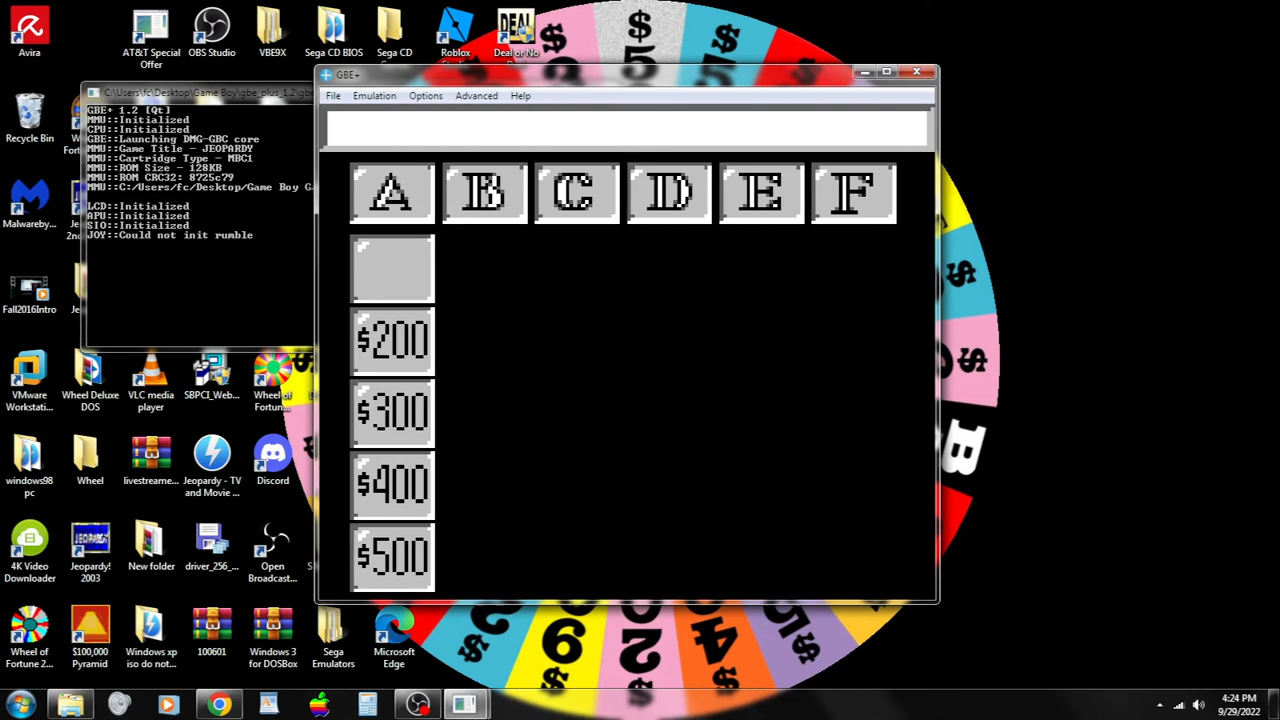 Avira
AT&T Special
Offer
OBS Studio
VBE9X
Sega CD BIOS
Sega CD
Roblox
DEAL
Deal or No
Recycle Bin
Malwareby...
Fall2016Intro
C:\Users\fc\Desktop\Game Boy\gbe_plus_1.2\gbe
GBE+ 1.2 [Qt]
MMU::Initialized
CPU::Initialized
GBE::Launching DMG-GBC core
MMU::Game Title - JEOPARDY
MMU::Cartridge Type - MBC1
MMU::ROM Size - 128KB
MMU::ROM CRC32: 8725c79
MMU::C:/Users/fc/Desktop/Game Boy Ga
LCD::Initialized
APU::Initialized
SIO::Initialized
JOY::Could not init rumble
GBE+
File
Emulation
Options
Advanced
Help
A B C D E F
$200
$300
$400
$500
VMware
Workstati...
Wheel Deluxe
DOS
VLC media
player
SBPCI_Web...
Wheel of
Fortun...
windows98
pc
Wheel
livestreame...
Jeopardy - TV
and Movie ...
Discord
4K Video
Downloader
JEOPARDY!
Jeopardy!
2003
New folder
driver_256_...
Open
Broadcast...
Wheel of
Fortune 2...
$100,000
Pyramid
Windows xp
iso do not...
100601
Windows 3
for DOSBox
Sega
Emulators
Microsoft
Edge
4:24 PM
9/29/2022